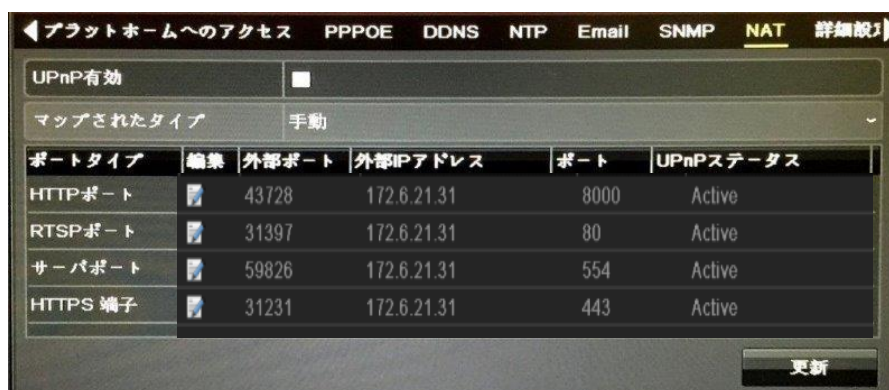 プラットホームへのアクセス PPPOE DDNS NTP Email SNMP NAT 詳細設定
UPnP有効
マップされたタイプ 手動
ポートタイプ 編集 外部ポート 外部IPアドレス ポート UPnPステータス
HTTPポート 43728 172.6.21.31 8000 Active
RTSPポート 31397 172.6.21.31 80 Active
サーバポート 59826 172.6.21.31 554 Active
HTTPS 端子 31231 172.6.21.31 443 Active
更新